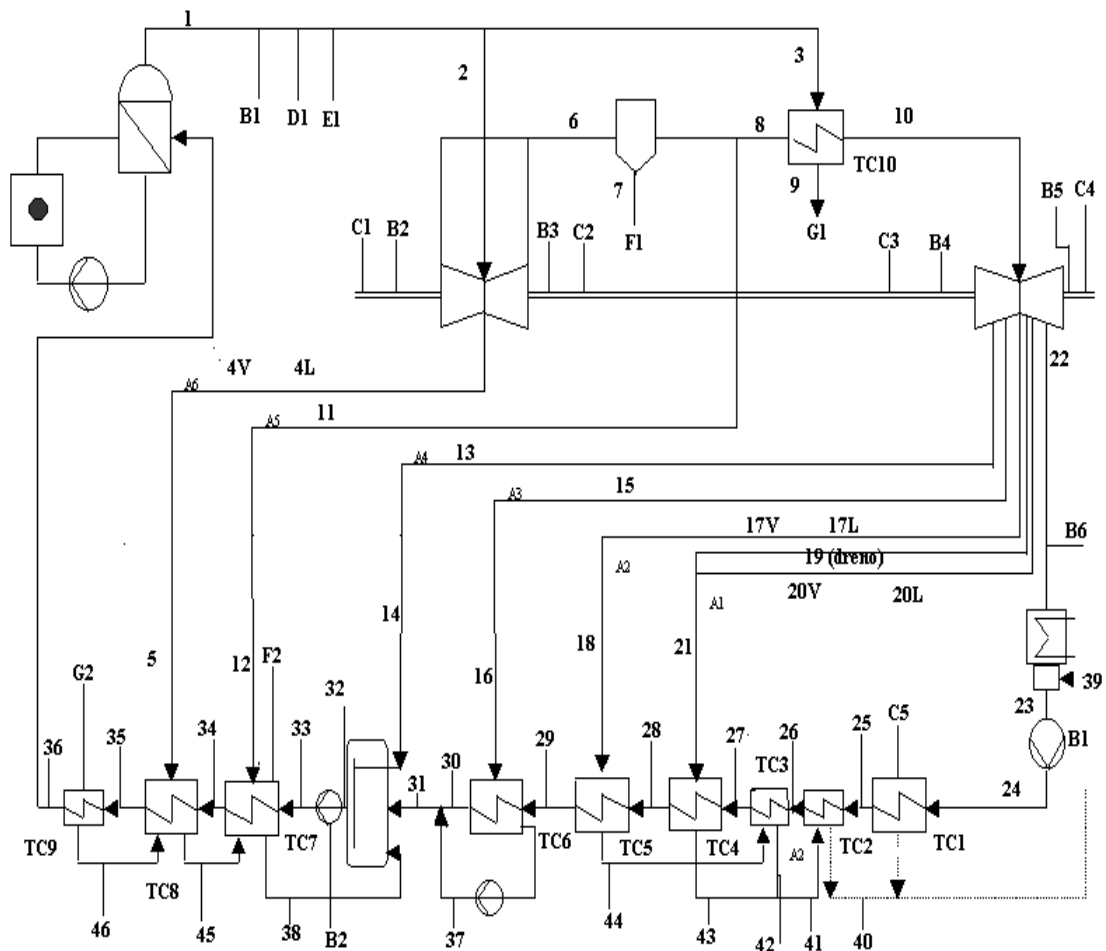 1
2
3
B1
D1
E1
6
8
10
TC10
7
9
F1
G1
C1
B2
B3
C2
C3
B4
B5
C4
22
4V 4L
A6
11
A5
13
A4
15
A3
17V 17L
B6
19 (dreno)
A2
20V 20L
A1
14
5
12
F2
16
18
21
39
G2
32
23
C5
B1
36
35
34
33
31
30
29
28
27
26
25
24
TC3
TC9
TC8
TC7
TC6
TC5
TC4
A2
TC2
TC1
46
45
38
B2
37
44
43
42
41
40